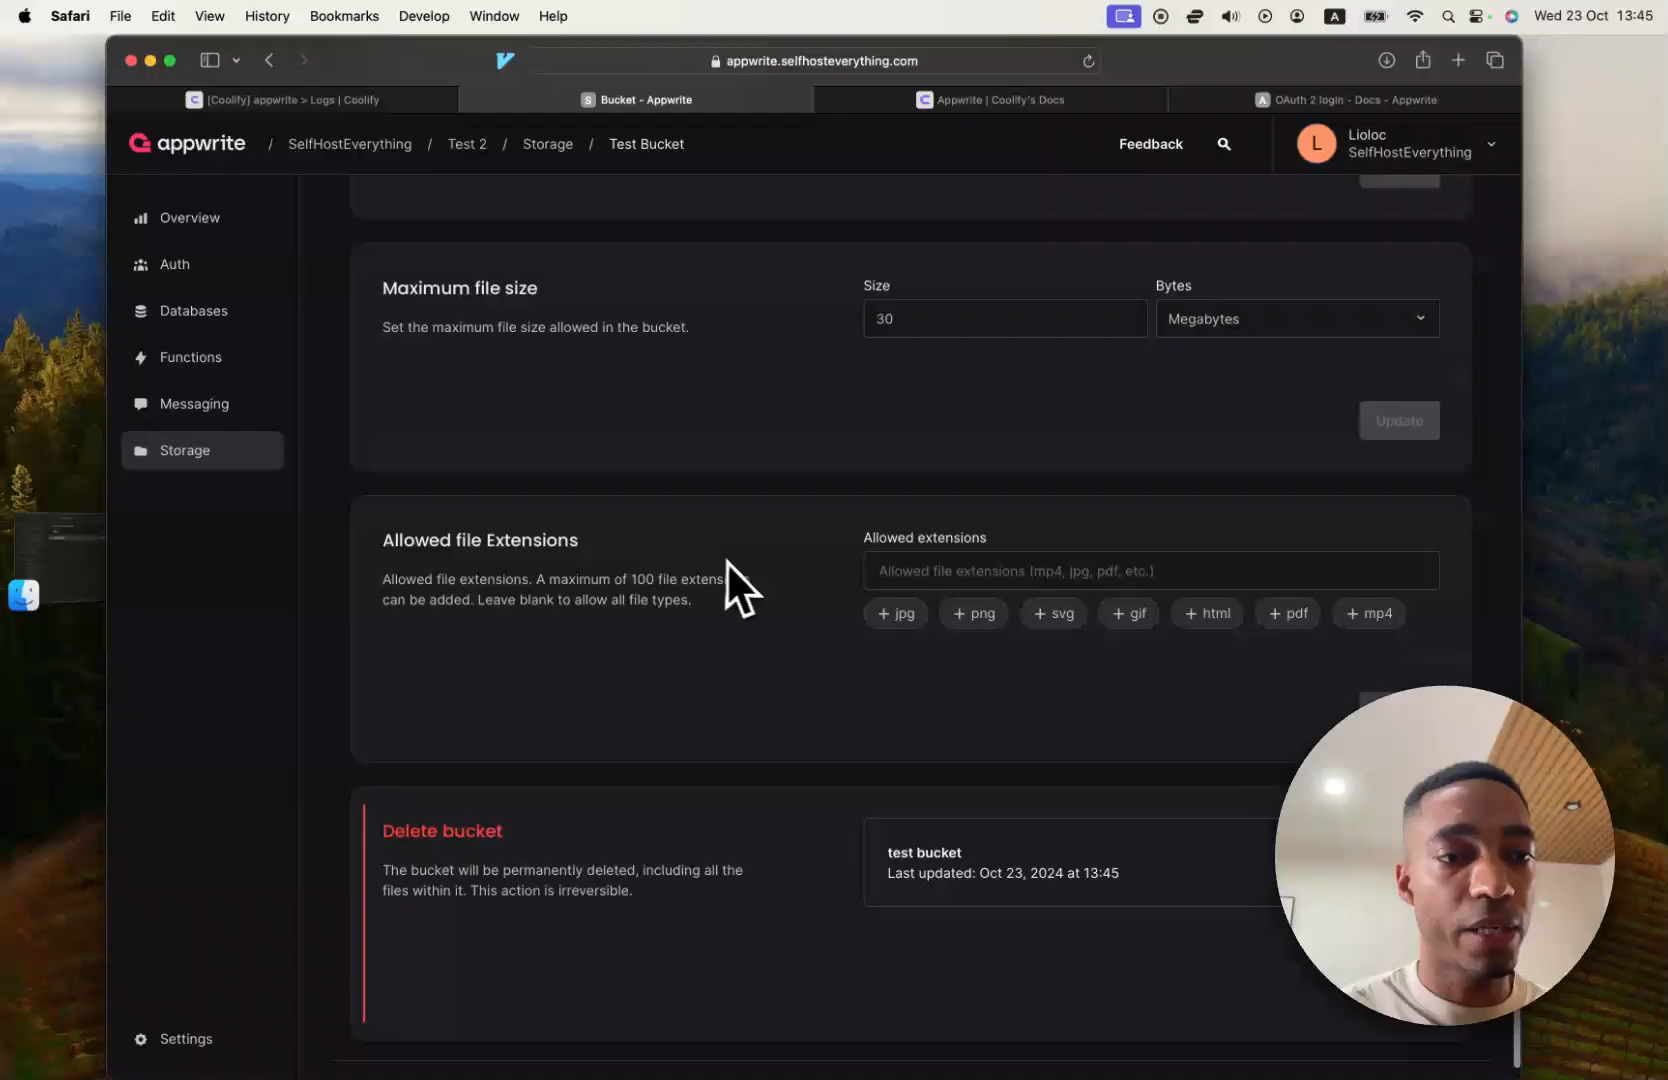 Safari File Edit View History Bookmarks Develop Window Help A Wed 23 Oct 13:45
appwrite.selfhosteverything.com
C [Coolify] appwrite > Logs | Coolify S Bucket - Appwrite C Appwrite | Coolify's Docs A OAuth 2 login - Docs - Appwrite
appwrite / SelfHostEverything / Test 2 / Storage / Test Bucket Feedback L Lioloc
SelfHostEverything
Overview
Auth
Databases
Functions
Messaging
Storage
Settings
Maximum file size
Set the maximum file size allowed in the bucket.
Size Bytes
30 Megabytes
Update
Allowed file Extensions
Allowed file extensions. A maximum of 100 file
can be added. Leave blank to allow all file types.
Allowed extensions
Allowed file extensions (mp4, jpg, pdf, etc.)
+ jpg + png + svg + gif + html + pdf + mp4
Delete bucket
The bucket will be permanently deleted, including all the
files within it. This action is irreversible.
test bucket
Last updated: Oct 23, 2024 at 13:45